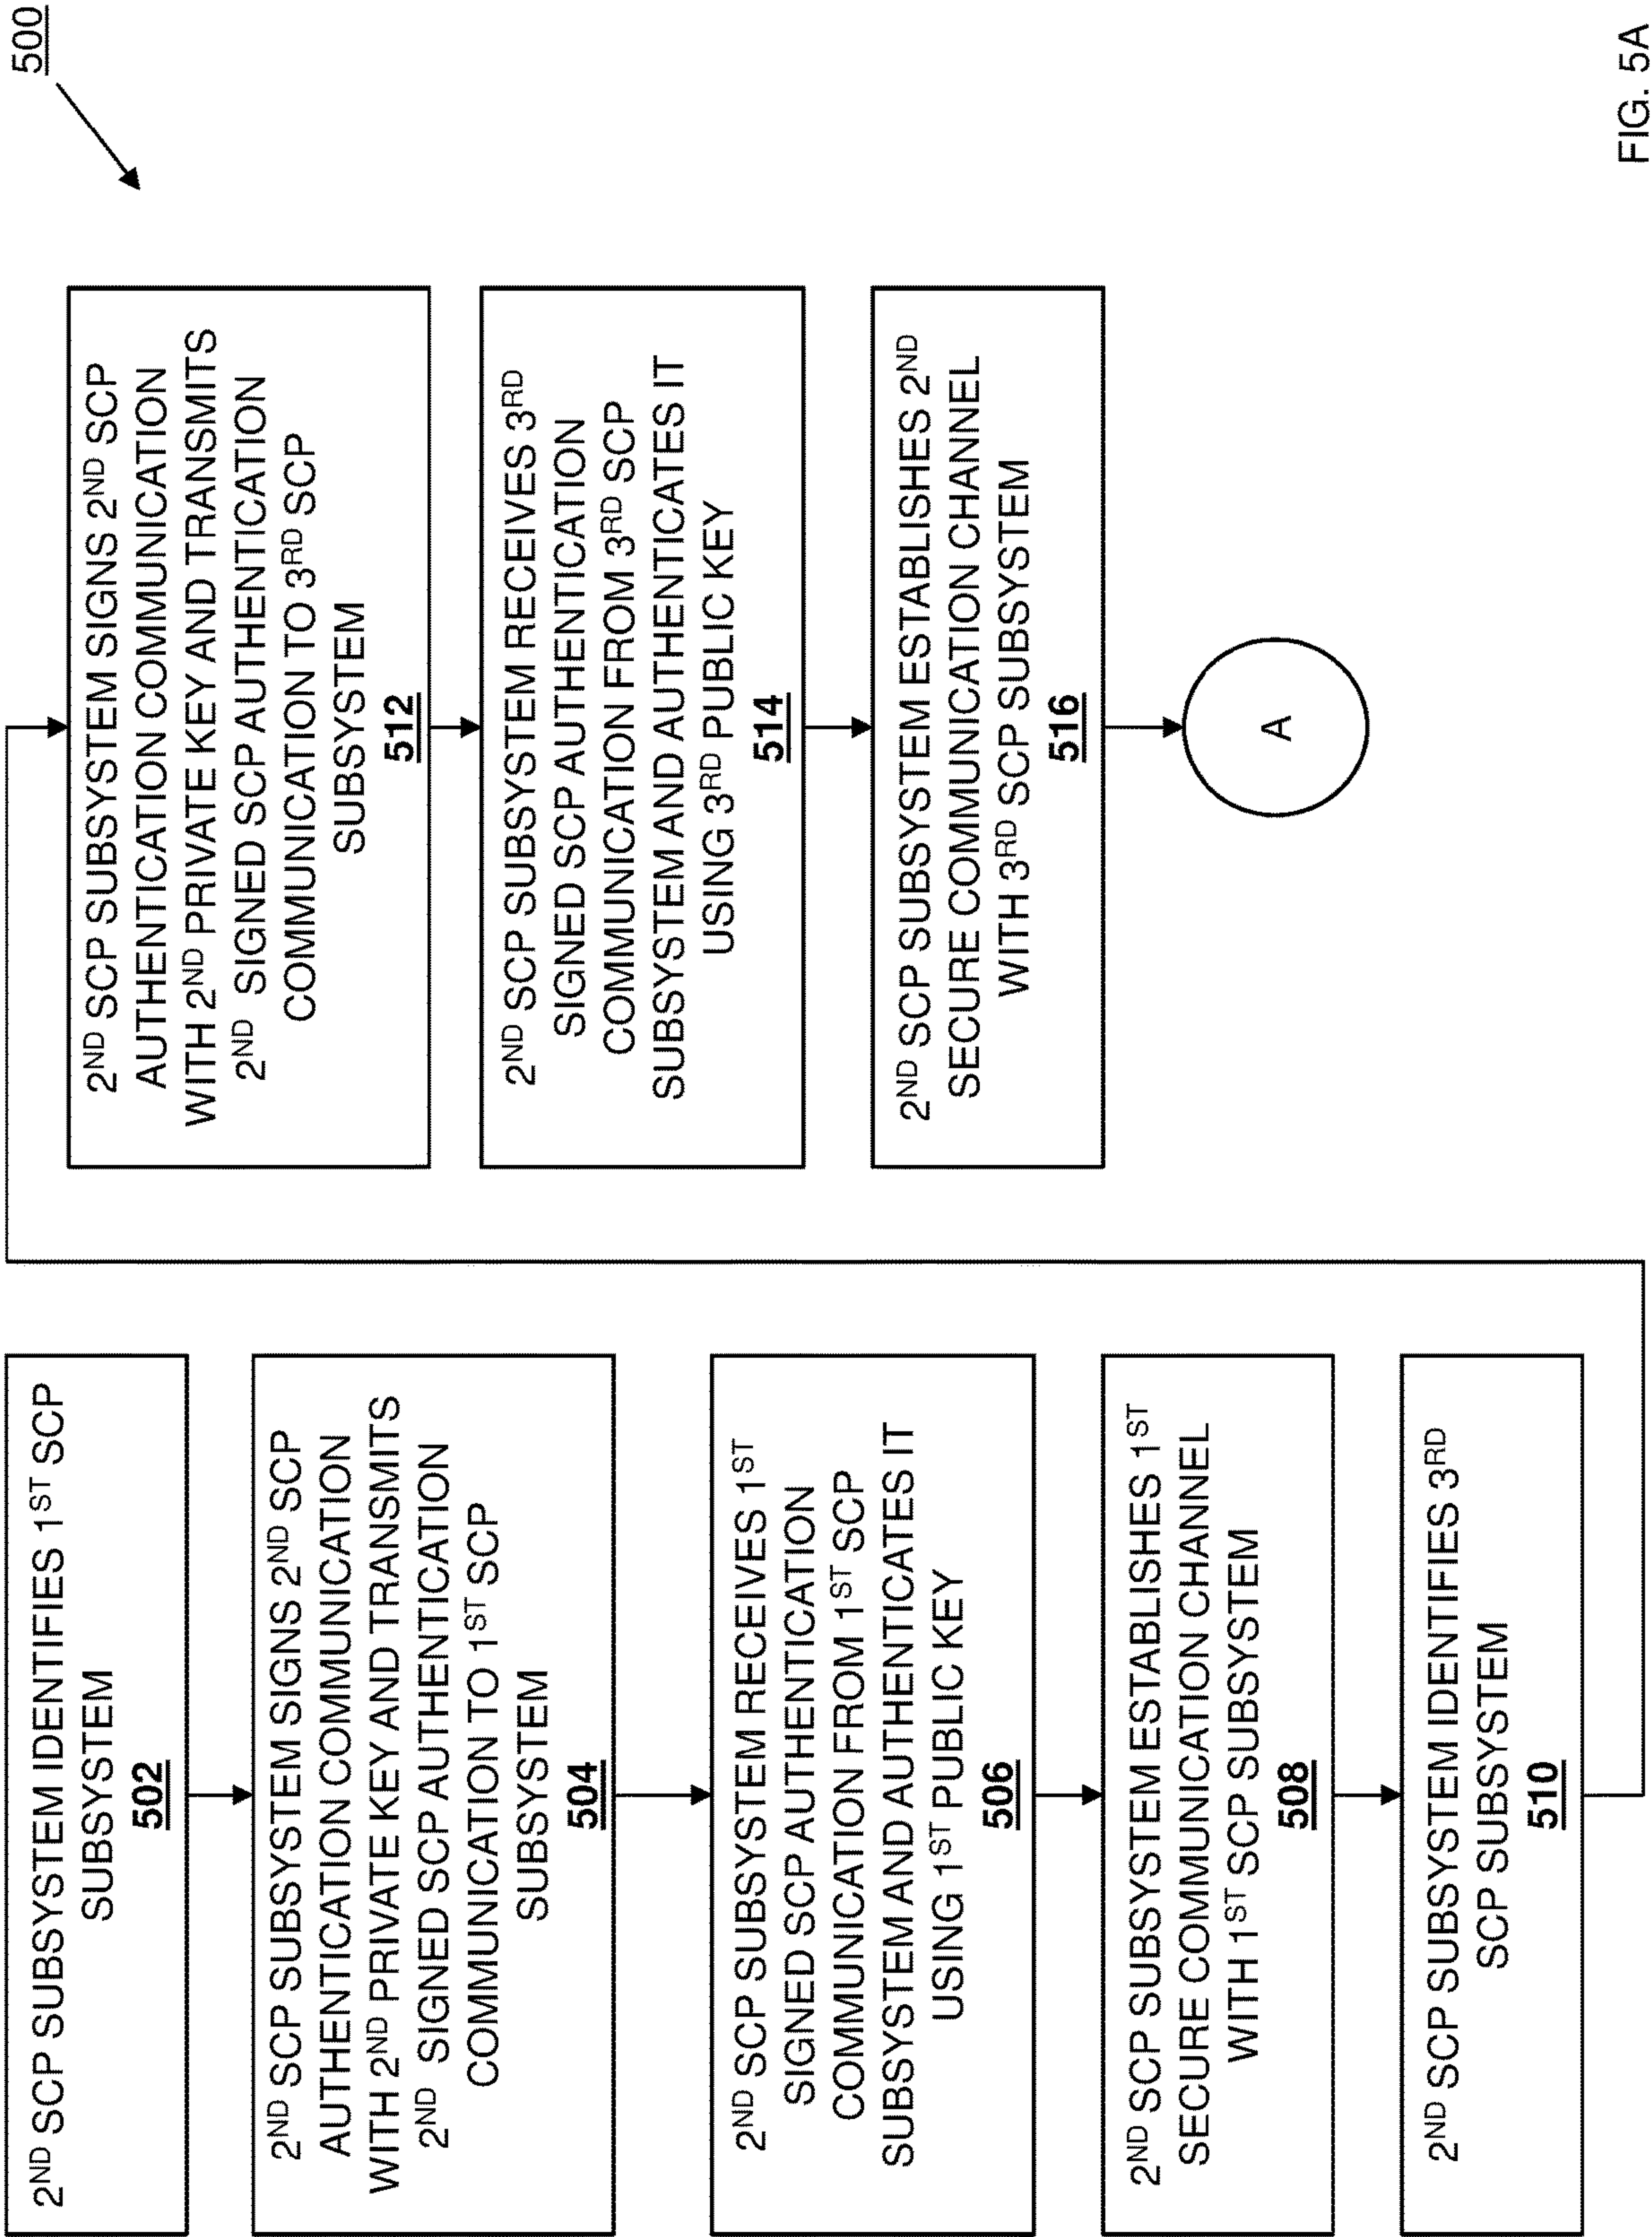 500
2ND SCP SUBSYSTEM IDENTIFIES 1ST SCP
SUBSYSTEM
502
2ND SCP SUBSYSTEM SIGNS 2ND SCP
AUTHENTICATION COMMUNICATION
WITH 2ND PRIVATE KEY AND TRANSMITS
2ND SIGNED SCP AUTHENTICATION
COMMUNICATION TO 1ST SCP
SUBSYSTEM
504
2ND SCP SUBSYSTEM RECEIVES 1ST
SIGNED SCP AUTHENTICATION
COMMUNICATION FROM 1ST SCP
SUBSYSTEM AND AUTHENTICATES IT
USING 1ST PUBLIC KEY
506
2ND SCP SUBSYSTEM ESTABLISHES 1ST
SECURE COMMUNICATION CHANNEL
WITH 1ST SCP SUBSYSTEM
508
2ND SCP SUBSYSTEM IDENTIFIES 3RD
SCP SUBSYSTEM
510
2ND SCP SUBSYSTEM SIGNS 2ND SCP
AUTHENTICATION COMMUNICATION
WITH 2ND PRIVATE KEY AND TRANSMITS
2ND SIGNED SCP AUTHENTICATION
COMMUNICATION TO 3RD SCP
SUBSYSTEM
512
2ND SCP SUBSYSTEM RECEIVES 3RD
SIGNED SCP AUTHENTICATION
COMMUNICATION FROM 3RD SCP
SUBSYSTEM AND AUTHENTICATES IT
USING 3RD PUBLIC KEY
514
2ND SCP SUBSYSTEM ESTABLISHES 2ND
SECURE COMMUNICATION CHANNEL
WITH 3RD SCP SUBSYSTEM
516
A
FIG. 5A